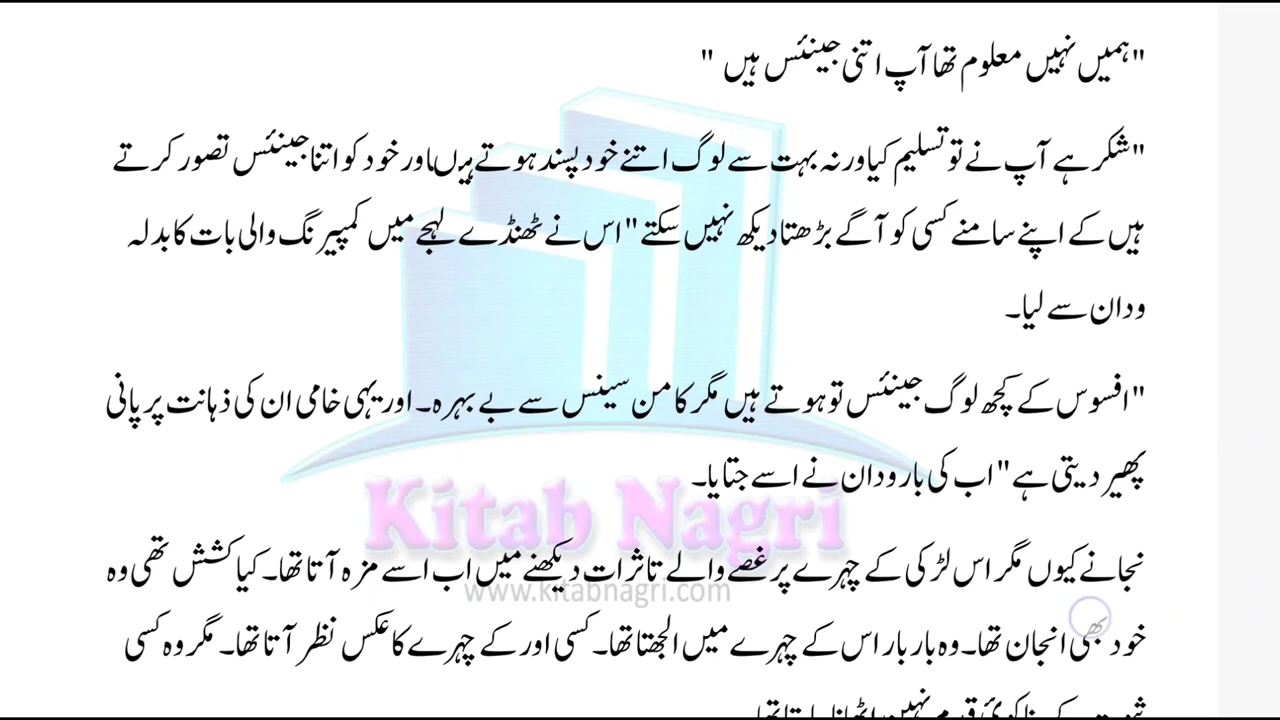 "ہمیں نہیں معلوم تھا آپ اتنی جینئس ہیں "
"شکر ہے آپ نے تو تسلیم کیا ورنہ بہت سے لوگ اتنے خود پسند ہوتے ہیں اور خود کو اتنا جینئس تصور کرتے
ہیں کے اپنے سامنے کسی کو آگے بڑھتا دیکھ نہیں سکتے" اس نے ٹھنڈے لہجے میں کمپیرنگ والی بات کا بدلہ
ودان سے لیا۔
"افسوس کے کچھ لوگ جینئس تو ہوتے ہیں مگر کامن سینس سے بے بہرہ۔ اور یہی خامی ان کی ذہانت پر پانی
پھیر دیتی ہے" اب کی بار ودان نے اسے جتایا۔
Kitab Nagri
نجانے کیوں مگر اس لڑکی کے چہرے پر غصے والے تاثرات دیکھنے میں اب اسے مزہ آتا تھا۔ کیا کشش تھی وہ
www.kitabnagri.com
خود بھی انجان تھا۔ وہ بار بار اس کے چہرے میں الجھتا تھا۔ کسی اور کے چہرے کا عکس نظر آتا تھا۔ مگر وہ کسی